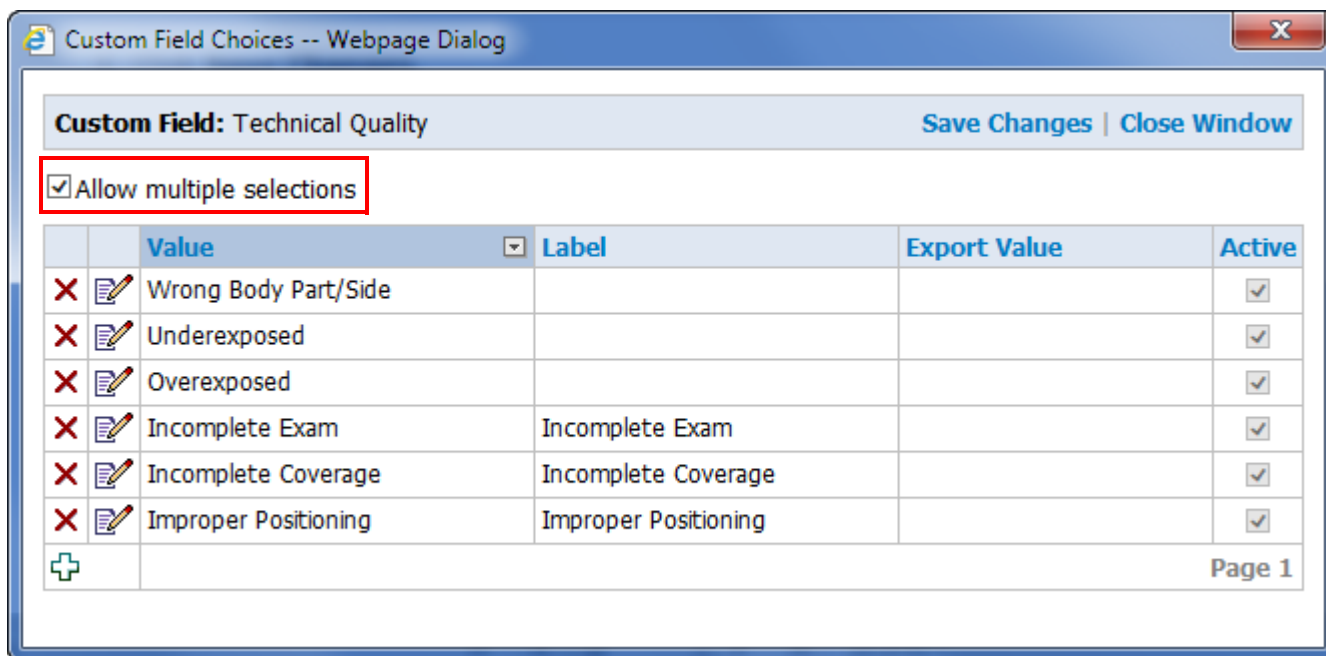 Custom Field Choices -- Webpage Dialog
Custom Field: Technical Quality Save Changes | Close Window
Allow multiple selections
Value Label Export Value Active
Wrong Body Part/Side
Underexposed
Overexposed
Incomplete Exam Incomplete Exam
Incomplete Coverage Incomplete Coverage
Improper Positioning Improper Positioning
Page 1